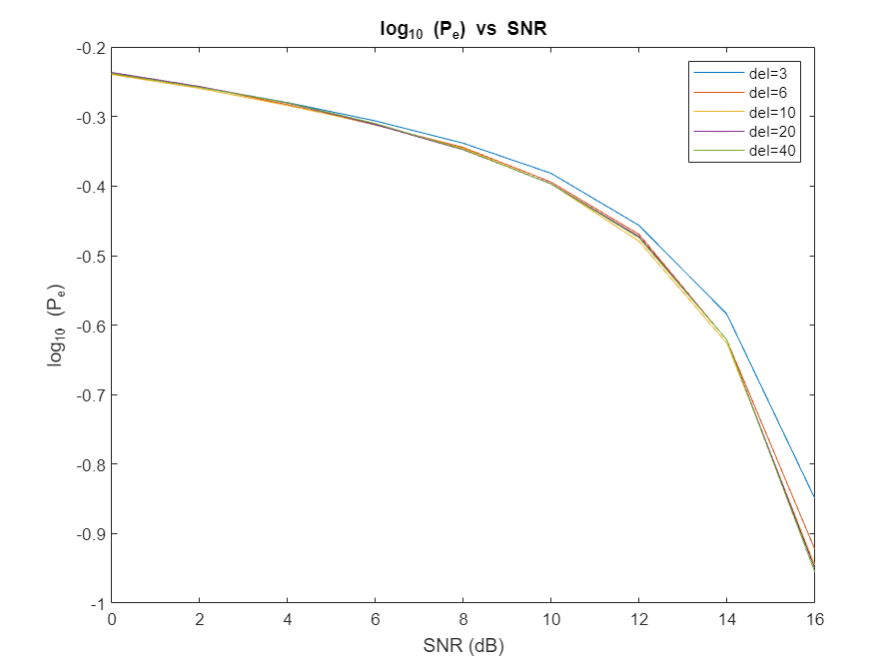 log₁₀ (Pₑ) vs SNR
-0.2
-0.3
-0.4
-0.5
-0.6
-0.7
-0.8
-0.9
-1
log₁₀ (Pₑ)
del=3
del=6
del=10
del=20
del=40
0 2 4 6 8 10 12 14 16
SNR (dB)